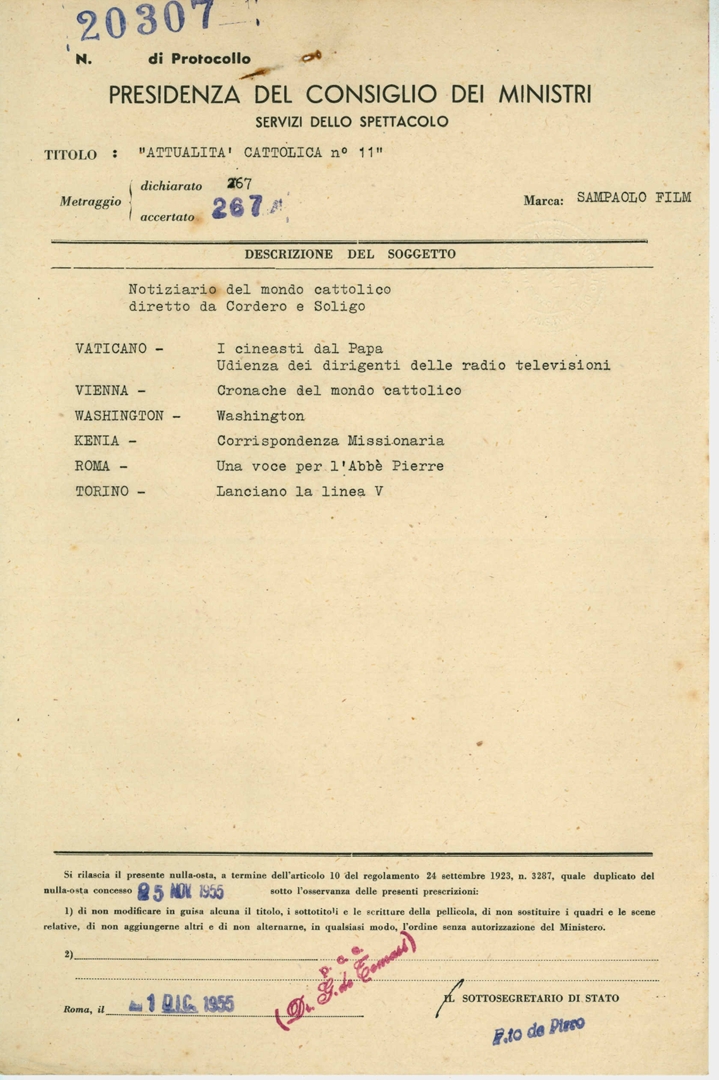 20307
N. di Protocollo
PRESIDENZA DEL CONSIGLIO DEI MINISTRI
SERVIZI DELLO SPETTACOLO
TITOLO : "ATTUALITA' CATTOLICA n° 11"
Metraggio
dichiarato 267
accertato 267
Marca: SAMPAOLO FILM
DESCRIZIONE DEL SOGGETTO
Notiziario del mondo cattolico
diretto da Cordero e Soligo
VATICANO - I cineasti dal Papa
Udienza dei dirigenti delle radio televisioni
VIENNA - Cronache del mondo cattolico
WASHINGTON - Washington
KENIA - Corrispondenza Missionaria
ROMA - Una voce per l'Abbè Pierre
TORINO - Lanciano la linea V
Si rilascia il presente nulla-osta, a termine dell'articolo 10 del regolamento 24 settembre 1923, n. 3287, quale duplicato del
nulla-osta concesso 25 NOV 1955 sotto l'osservanza delle presenti prescrizioni:
1) di non modificare in guisa alcuna il titolo, i sottotitoli e le scritture della pellicola, di non sostituire i quadri e le scene
relative, di non aggiungerne altri e di non alternarne, in qualsiasi modo, l'ordine senza autorizzazione del Ministero.
2)
p. c. c.
(Dr. G. de Tomasi)
Roma, il 1 DIC. 1955
IL SOTTOSEGRETARIO DI STATO
F.to de Pirro